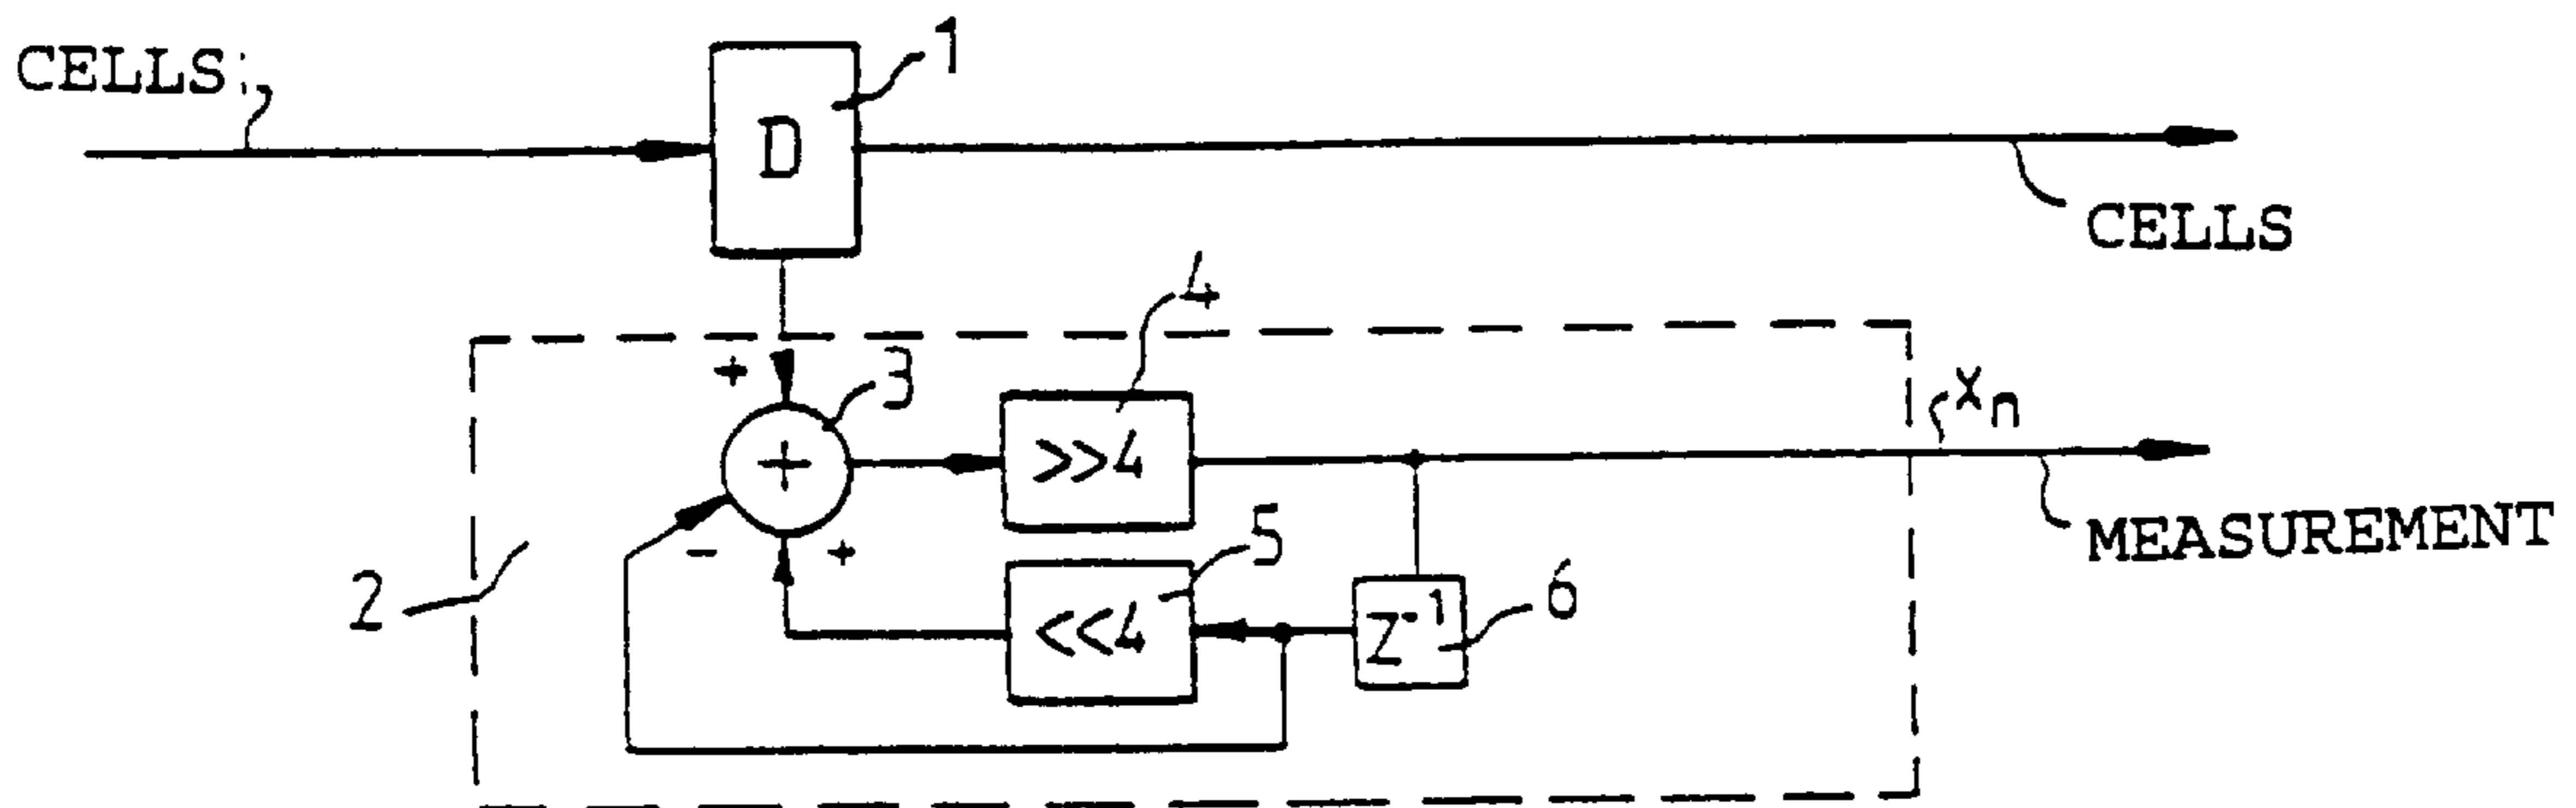 CELLS
1
D
CELLS
4
+
3
+
>>4
Xn
- +
5
MEASUREMENT
2
<<4
Z-1
6